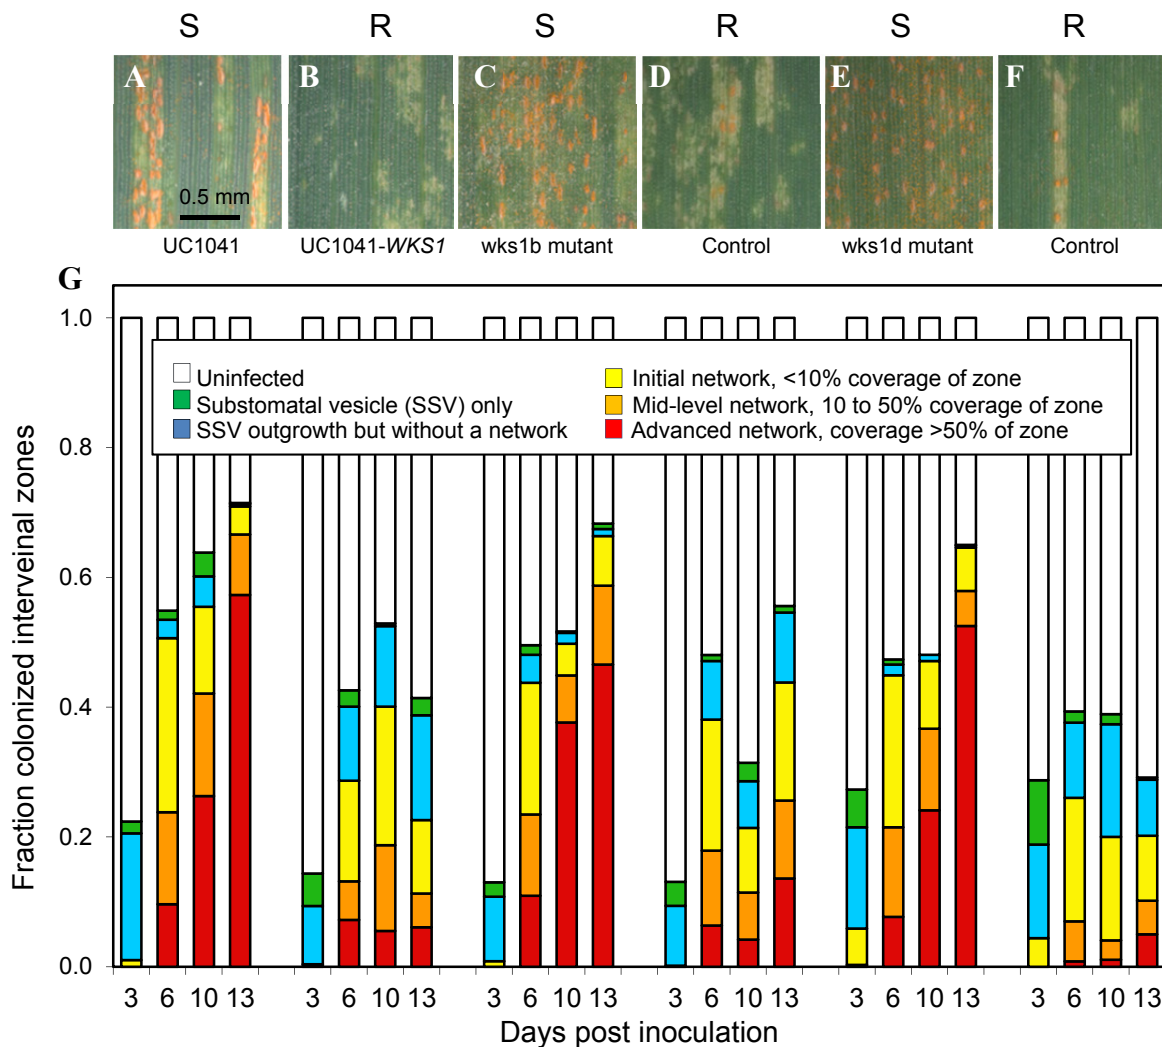 S R S R S R
A B C D E F
0.5 mm
UC1041 UC1041-WKS1 wks1b mutant Control wks1d mutant Control
G
Fraction colonized interveinal zones
1.0
0.8
0.6
0.4
0.2
0.0
Uninfected
Substomatal vesicle (SSV) only
SSV outgrowth but without a network
Initial network, <10% coverage of zone
Mid-level network, 10 to 50% coverage of zone
Advanced network, coverage >50% of zone
3 6 10 13 3 6 10 13 3 6 10 13 3 6 10 13 3 6 10 13 3 6 10 13
Days post inoculation